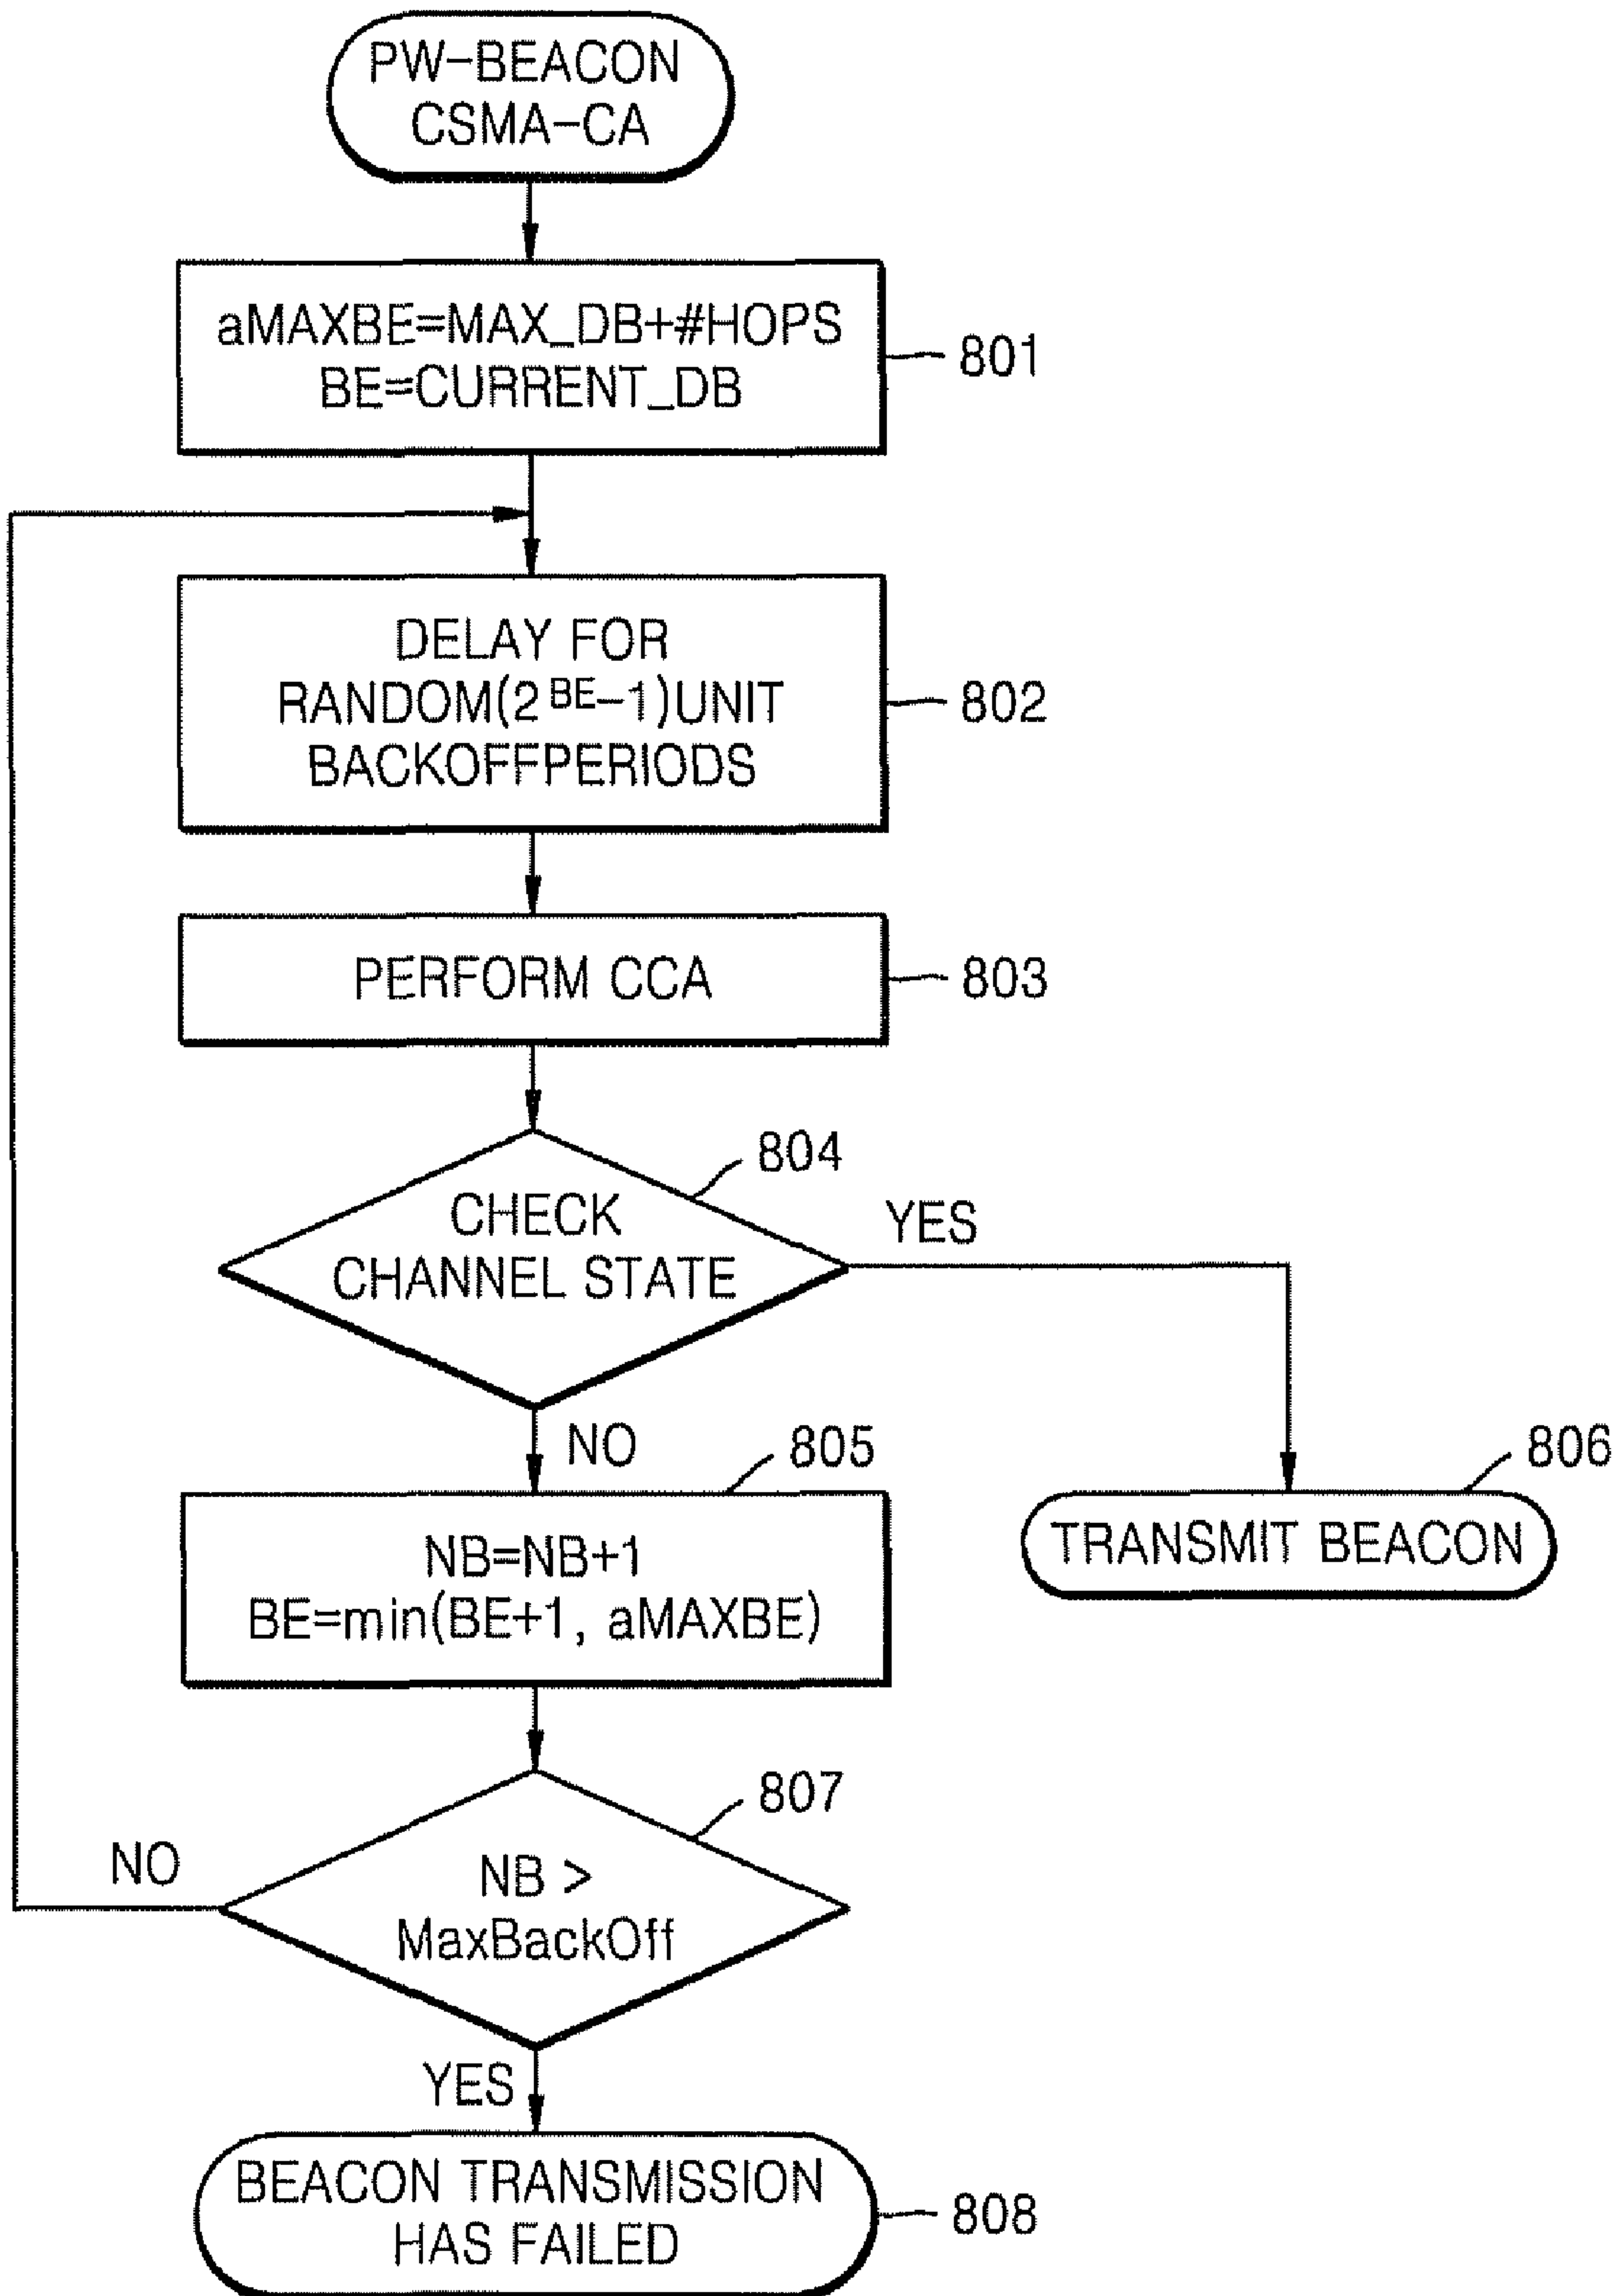 PW-BEACON
CSMA-CA
aMAXBE=MAX_DB+#HOPS
BE=CURRENT_DB
801
DELAY FOR
RANDOM(2^BE-1)UNIT
BACKOFFPERIODS
802
PERFORM CCA
803
804
CHECK
CHANNEL STATE
YES
NO
805
NB=NB+1
BE=min(BE+1, aMAXBE)
806
TRANSMIT BEACON
807
NO
NB >
MaxBackOff
YES
BEACON TRANSMISSION
HAS FAILED
808